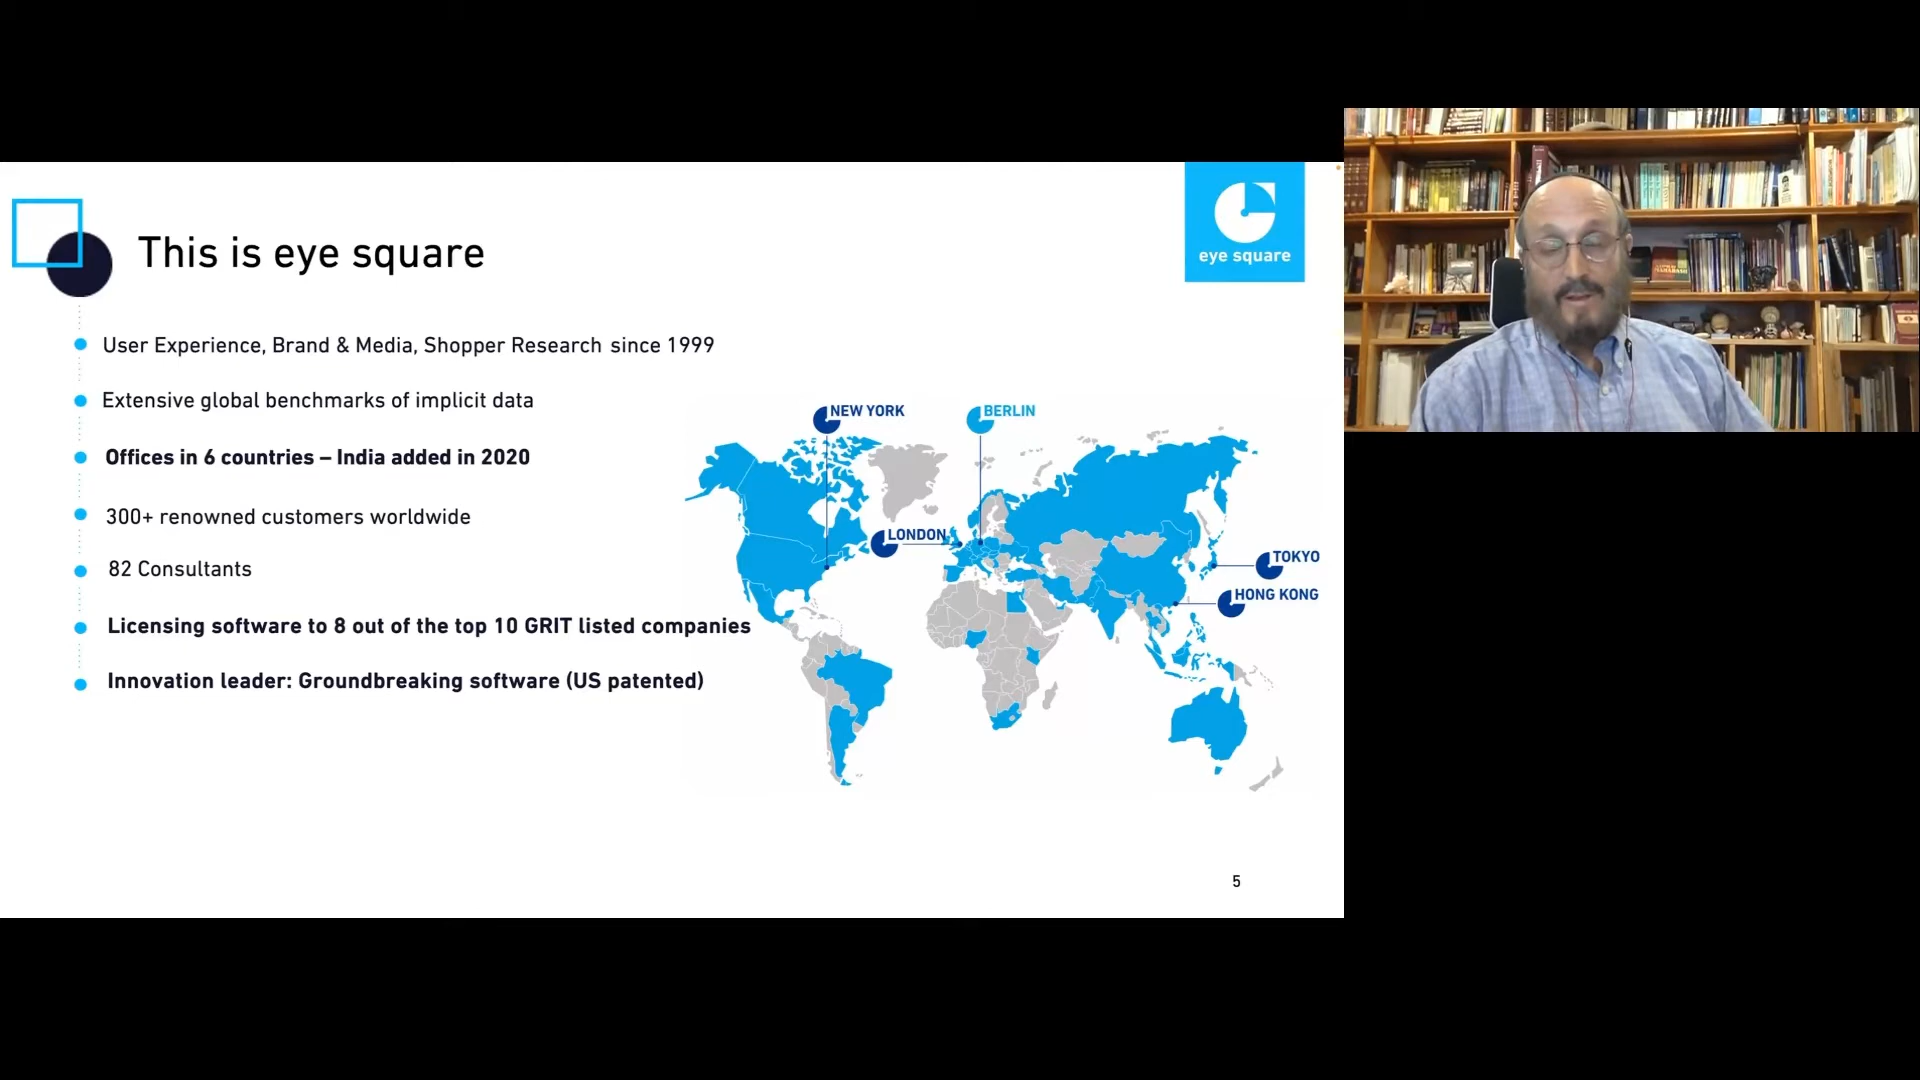 eye square
This is eye square
User Experience, Brand & Media, Shopper Research since 1999
Extensive global benchmarks of implicit data
Offices in 6 countries – India added in 2020
300+ renowned customers worldwide
82 Consultants
Licensing software to 8 out of the top 10 GRIT listed companies
Innovation leader: Groundbreaking software (US patented)
NEW YORK
BERLIN
LONDON
TOKYO
HONG KONG
5